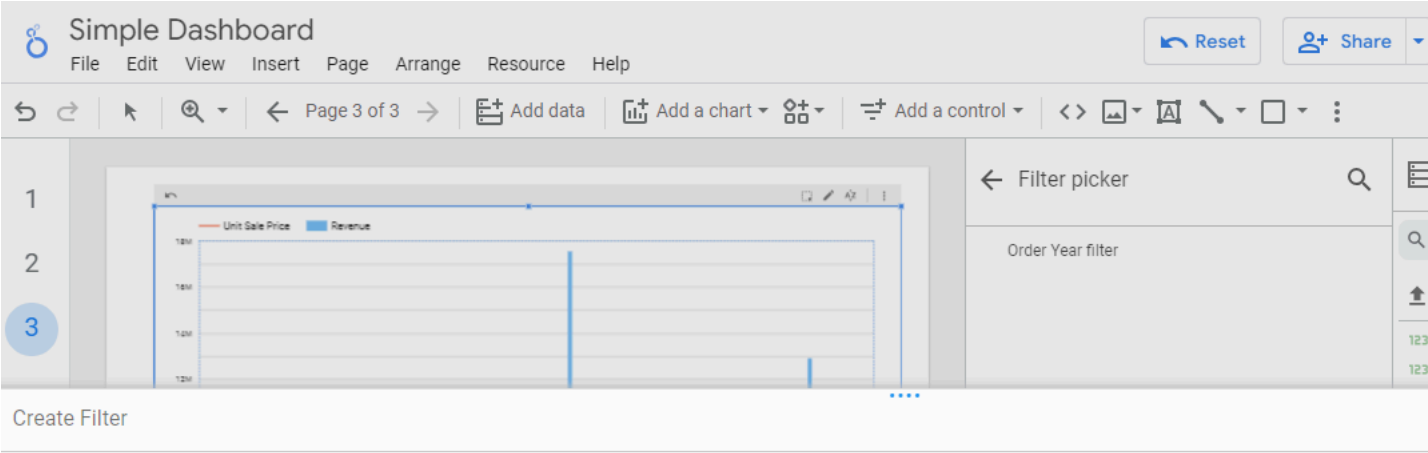 Simple Dashboard
Reset
Share
File Edit View Insert Page Arrange Resource Help
Page 3 of 3 Add data Add a chart Add a control
A
1
2
3
Unit Sale Price Revenue
18M
16M
14M
12M
Filter picker
Order Year filter
123
123
Create Filter